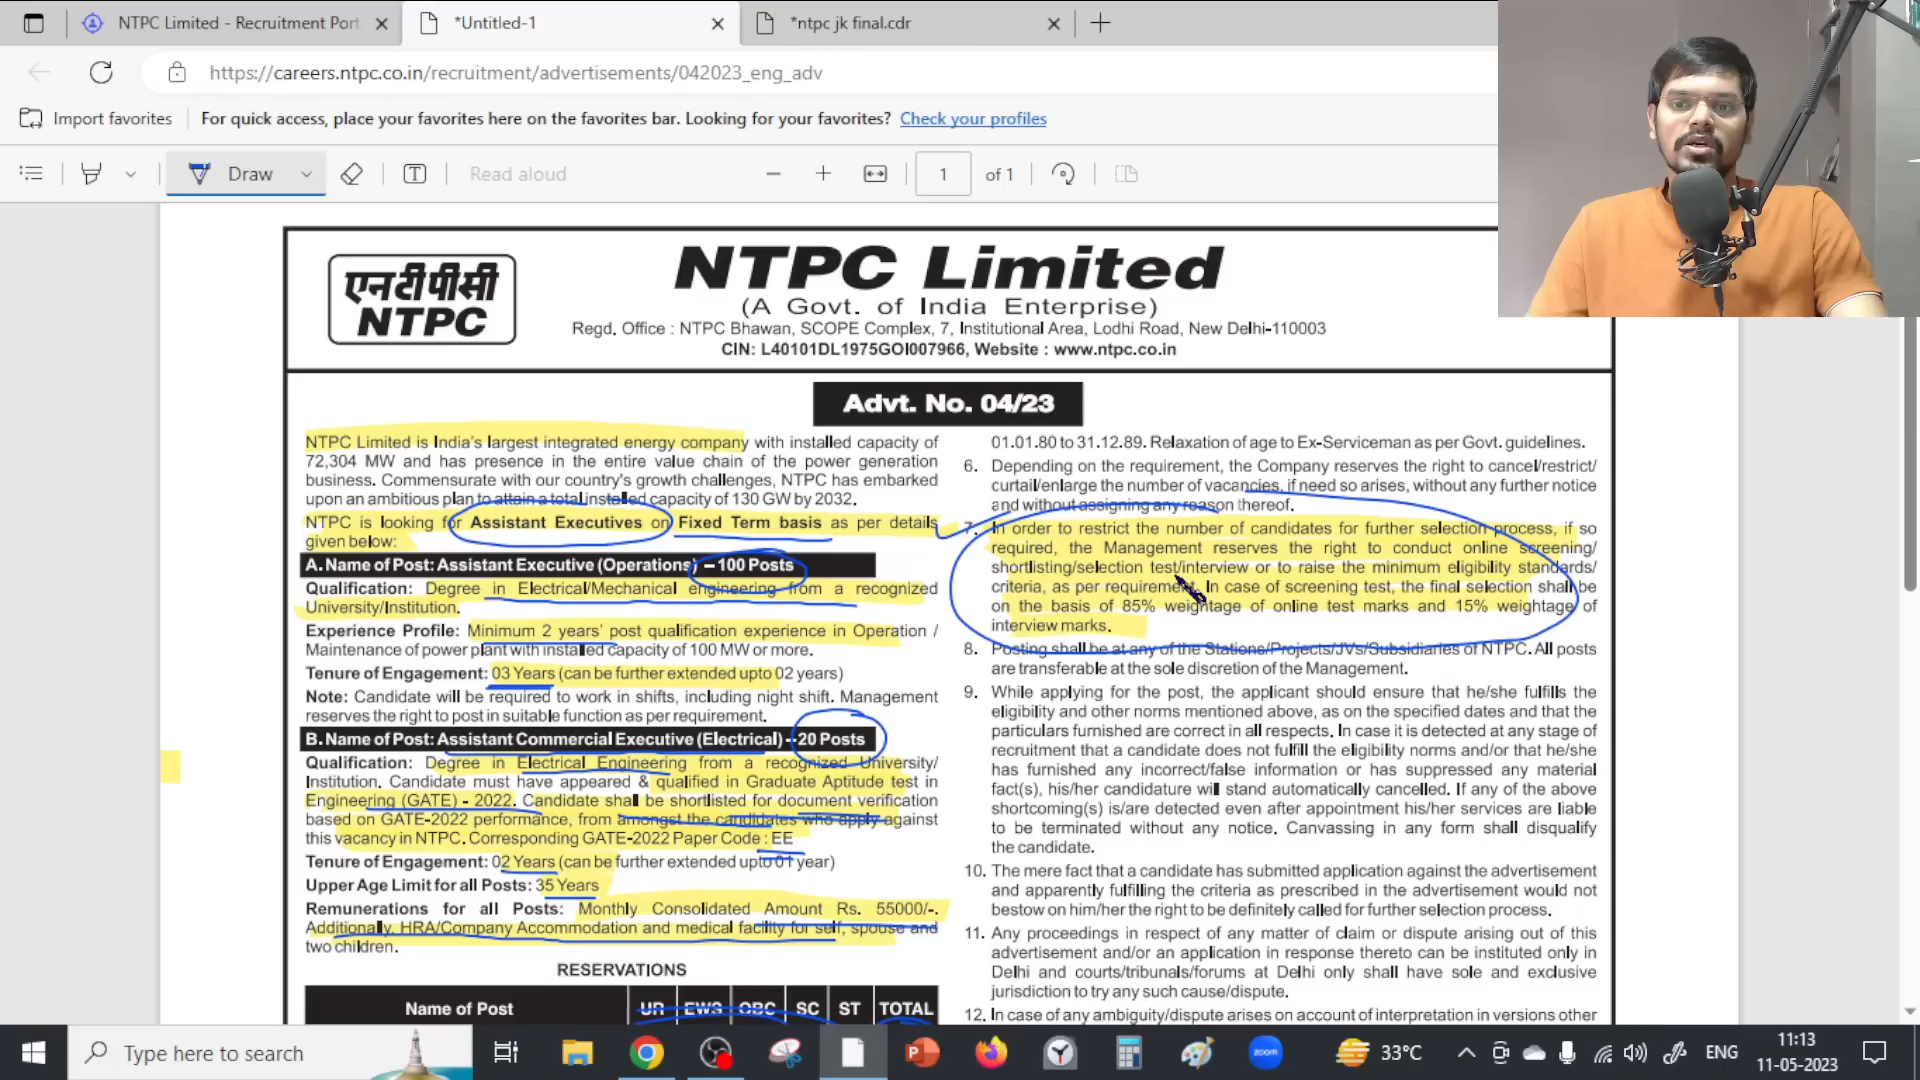 NTPC Limited - Recruitment Port
*Untitled-1
*ntpc jk final.cdr
https://careers.ntpc.co.in/recruitment/advertisements/042023_eng_adv
Import favorites
For quick access, place your favorites here on the favorites bar. Looking for your favorites? Check your profiles
Draw
Read aloud
1 of 1
एनटीपीसी
NTPC
NTPC Limited
(A Govt. of India Enterprise)
Regd. Office : NTPC Bhawan, SCOPE Complex, 7, Institutional Area, Lodhi Road, New Delhi-110003
CIN: L40101DL1975GOI007966, Website : www.ntpc.co.in
Advt. No. 04/23
NTPC Limited is India's largest integrated energy company with installed capacity of
72,304 MW and has presence in the entire value chain of the power generation
business. Commensurate with our country's growth challenges, NTPC has embarked
upon an ambitious plan to attain a total installed capacity of 130 GW by 2032.
NTPC is looking for Assistant Executives on Fixed Term basis as per details
given below:
A. Name of Post: Assistant Executive (Operations) – 100 Posts
Qualification: Degree in Electrical/Mechanical engineering from a recognized
University/Institution.
Experience Profile: Minimum 2 years' post qualification experience in Operation /
Maintenance of power plant with installed capacity of 100 MW or more.
Tenure of Engagement: 03 Years (can be further extended upto 02 years)
Note: Candidate will be required to work in shifts, including night shift. Management
reserves the right to post in suitable function as per requirement.
B. Name of Post: Assistant Commercial Executive (Electrical) – 20 Posts
Qualification: Degree in Electrical Engineering from a recognized University/
Institution. Candidate must have appeared & qualified in Graduate Aptitude test in
Engineering (GATE) - 2022. Candidate shall be shortlisted for document verification
based on GATE-2022 performance, from amongst the candidates who apply against
this vacancy in NTPC. Corresponding GATE-2022 Paper Code : EE
Tenure of Engagement: 02 Years (can be further extended upto 01 year)
Upper Age Limit for all Posts: 35 Years
Remunerations for all Posts: Monthly Consolidated Amount Rs. 55000/-.
Additionally, HRA/Company Accommodation and medical facility for self, spouse and
two children.
RESERVATIONS
Name of Post UR EWS OBC SC ST TOTAL
01.01.80 to 31.12.89. Relaxation of age to Ex-Serviceman as per Govt. guidelines.
6. Depending on the requirement, the Company reserves the right to cancel/restrict/
curtail/enlarge the number of vacancies, if need so arises, without any further notice
and without assigning any reason thereof.
7. In order to restrict the number of candidates for further selection process, if so
required, the Management reserves the right to conduct online screening/
shortlisting/selection test/interview or to raise the minimum eligibility standards/
criteria, as per requirement. In case of screening test, the final selection shall be
on the basis of 85% weightage of online test marks and 15% weightage of
interview marks.
8. Posting shall be at any of the Stations/Projects/JVs/Subsidiaries of NTPC. All posts
are transferable at the sole discretion of the Management.
9. While applying for the post, the applicant should ensure that he/she fulfills the
eligibility and other norms mentioned above, as on the specified dates and that the
particulars furnished are correct in all respects. In case it is detected at any stage of
recruitment that a candidate does not fulfill the eligibility norms and/or that he/she
has furnished any incorrect/false information or has suppressed any material
fact(s), his/her candidature will stand automatically cancelled. If any of the above
shortcoming(s) is/are detected even after appointment his/her services are liable
to be terminated without any notice. Canvassing in any form shall disqualify
the candidate.
10. The mere fact that a candidate has submitted application against the advertisement
and apparently fulfilling the criteria as prescribed in the advertisement would not
bestow on him/her the right to be definitely called for further selection process.
11. Any proceedings in respect of any matter of claim or dispute arising out of this
advertisement and/or an application in response thereto can be instituted only in
Delhi and courts/tribunals/forums at Delhi only shall have sole and exclusive
jurisdiction to try any such cause/dispute.
12. In case of any ambiguity/dispute arises on account of interpretation in versions other
Type here to search
zoom
33°C
ENG
11:13
11-05-2023